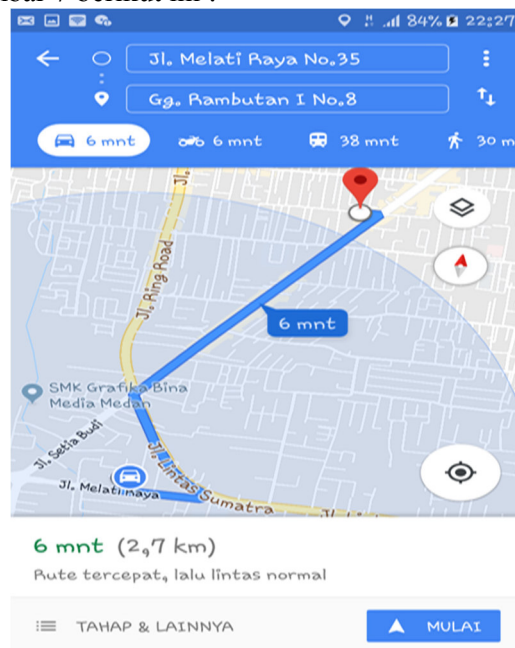 84% 22:27
Jl. Melati Raya No.35
Gg. Rambutan I No.8
6 mnt 6 mnt 38 mnt 30 m
Jl.
Jl. Ring Road
6 mnt
SMK Grafika Bina
Media Medan
Jl. Setia Budi
Jl. Lintas Sumatra
Jl. Melati Raya
6 mnt (2,7 km)
Rute tercepat, lalu lintas normal
TAHAP & LAINNYA
MULAI